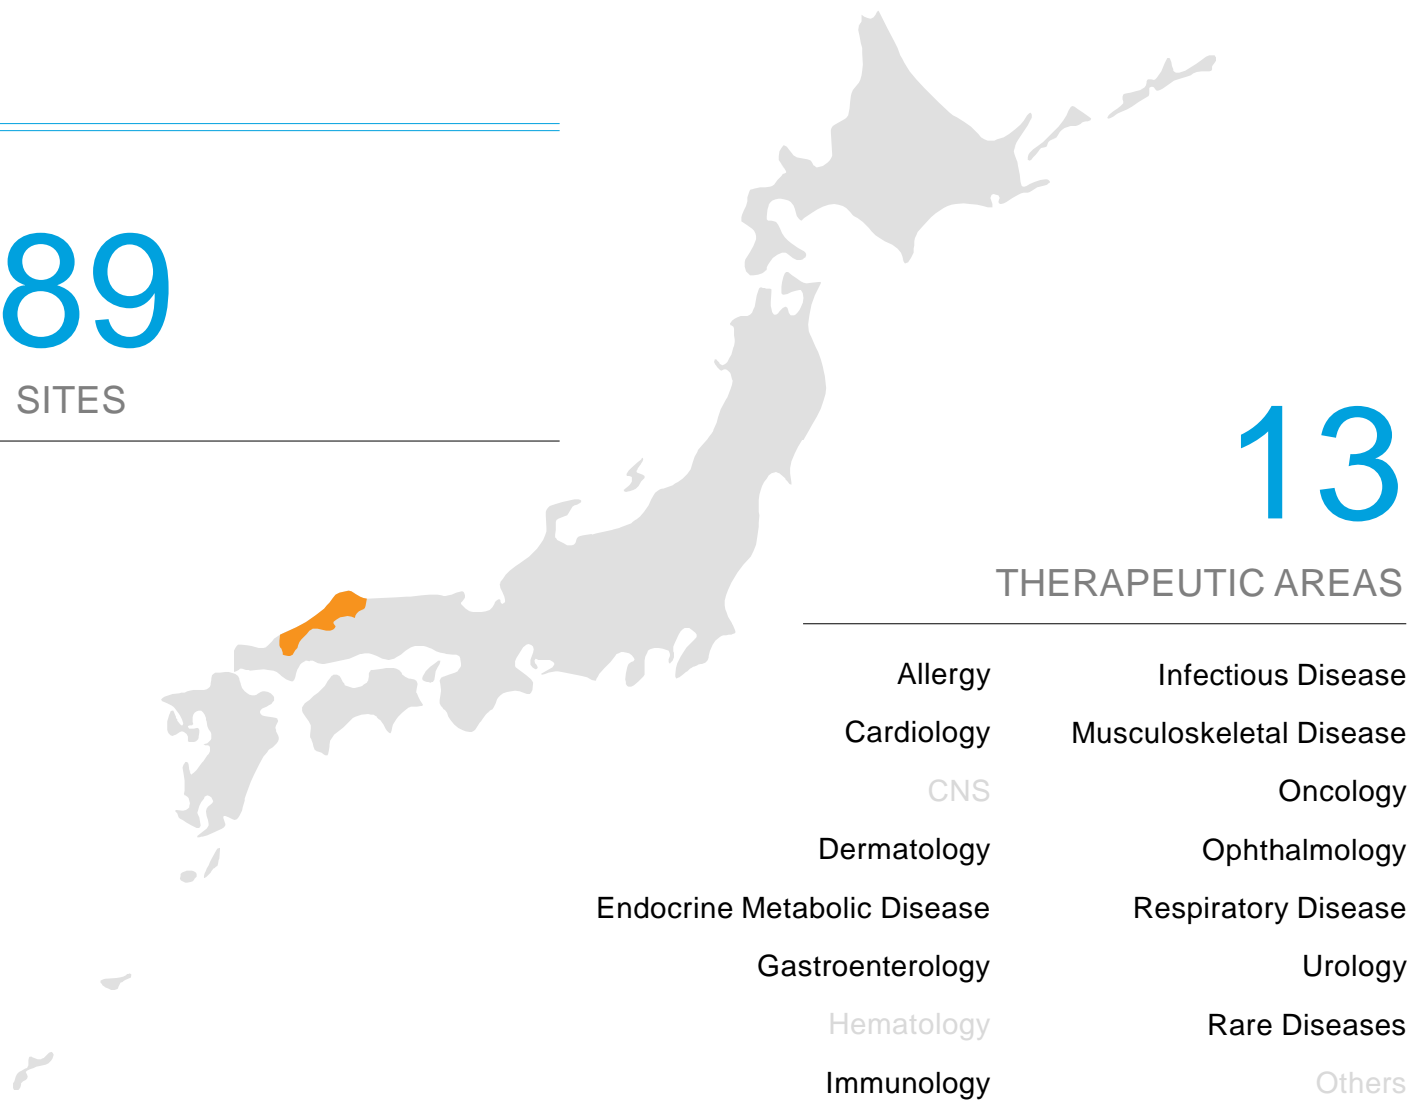 89
SITES
13
THERAPEUTIC AREAS
Allergy
Cardiology
CNS
Dermatology
Endocrine Metabolic Disease
Gastroenterology
Hematology
Immunology
Infectious Disease
Musculoskeletal Disease
Oncology
Ophthalmology
Respiratory Disease
Urology
Rare Diseases
Others